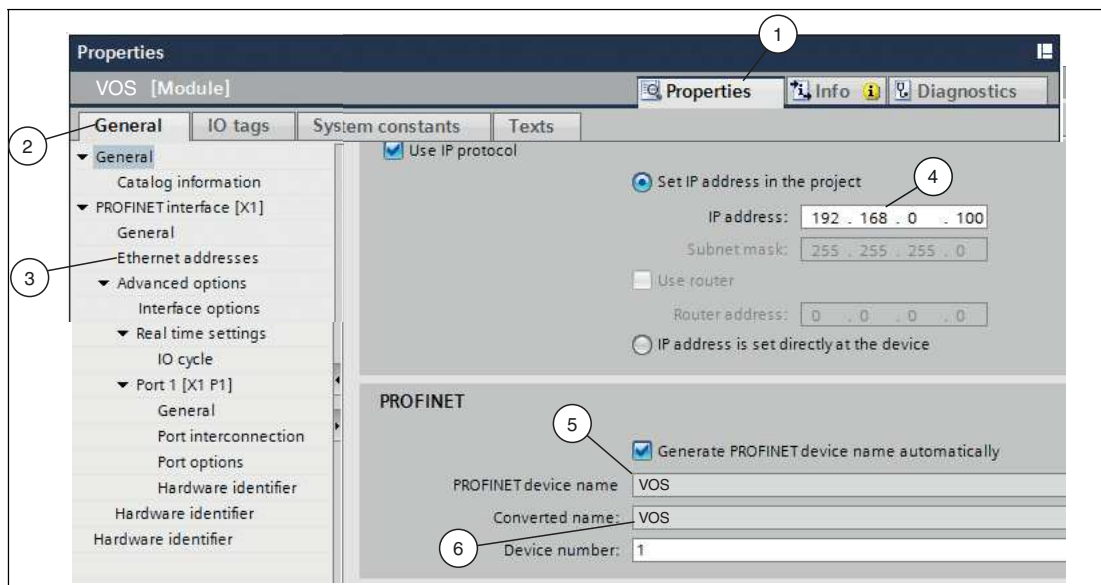 1
Properties
VOS [Module]
Properties
Info
Diagnostics
2
General
IO tags
System constants
Texts
General
Catalog information
PROFINET interface [X1]
General
3
Ethernet addresses
Advanced options
Interface options
Real time settings
IO cycle
Port 1 [X1 P1]
General
Port interconnection
Port options
Hardware identifier
Hardware identifier
Hardware identifier
Use IP protocol
Set IP address in the project
4
IP address: 192 . 168 . 0 . 100
Subnet mask: 255 . 255 . 255 . 0
Use router
Router address: 0 . 0 . 0 . 0
IP address is set directly at the device
PROFINET
5
Generate PROFINET device name automatically
PROFINET device name VOS
Converted name: VOS
6
Device number: 1